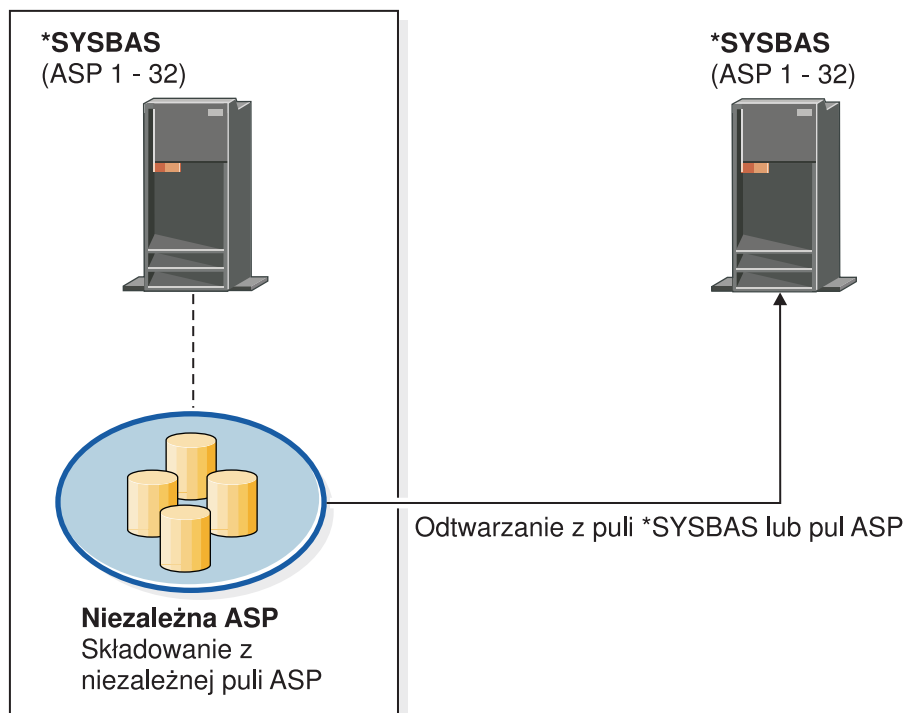 *SYSBAS
(ASP 1 - 32)
*SYSBAS
(ASP 1 - 32)
Odtwarzanie z puli *SYSBAS lub pul ASP
Niezależna ASP
Składowanie z
niezależnej puli ASP